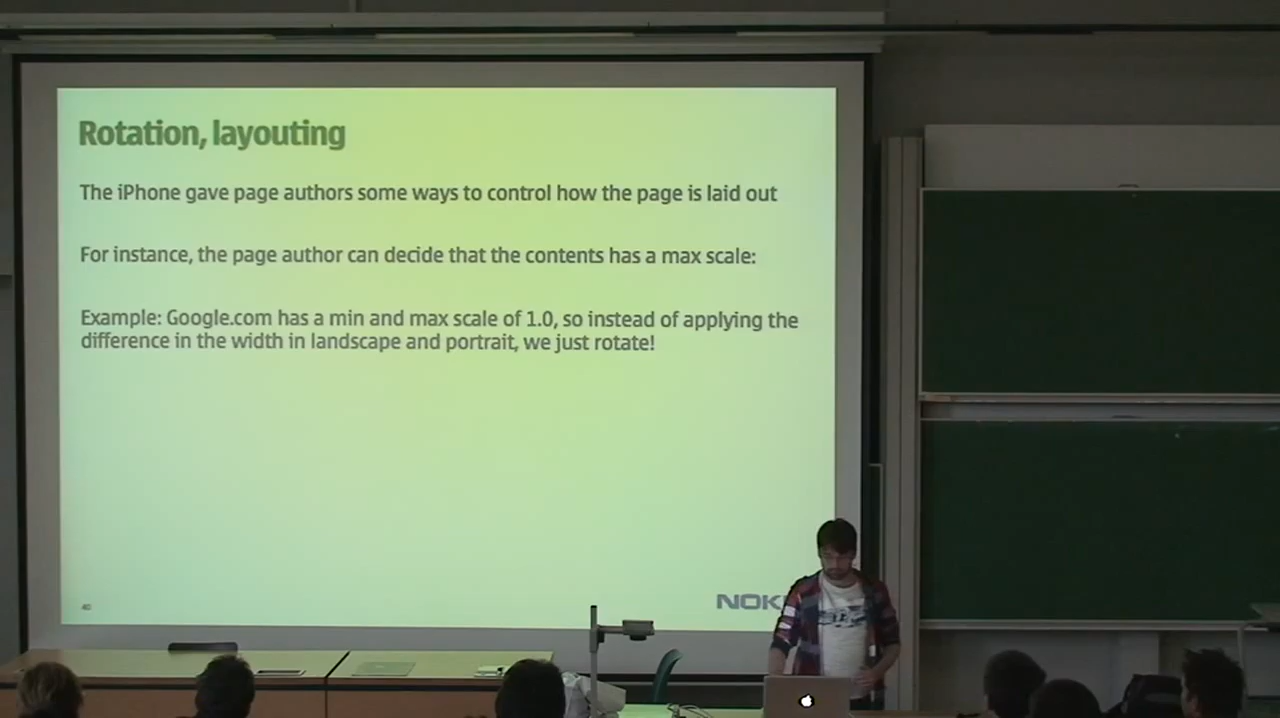 Rotation, layouting
The iPhone gave page authors some ways to control how the page is laid out
For instance, the page author can decide that the contents has a max scale:
Example: Google.com has a min and max scale of 1.0, so instead of applying the
difference in the width in landscape and portrait, we just rotate!
40
NOK